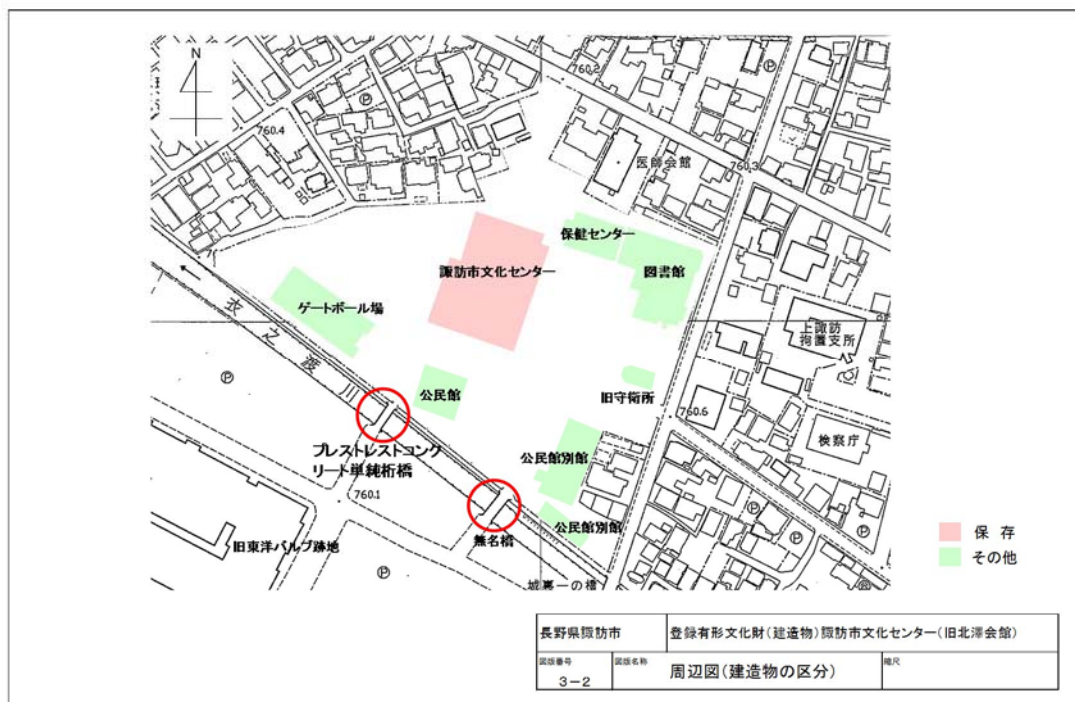 N
760.2
Ⓟ
Ⓟ
760.4
医師会館
760.3
保健センター
諏訪市文化センター
図書館
ゲートボール場
衣之渡川
上諏訪
拘置支所
Ⓟ
公民館
旧守衛所
760.6
検察庁
プレストレストコンク
リート単純桁橋
公民館別館
760.1
公民館別館
無名橋
旧東洋バルブ跡地
Ⓟ
Ⓟ
Ⓟ
Ⓟ
城裏一の橋
保存
その他
長野県諏訪市
登録有形文化財(建造物)諏訪市文化センター(旧北澤会館)
図版番号
3-2
図版名称
周辺図(建造物の区分)
縮尺